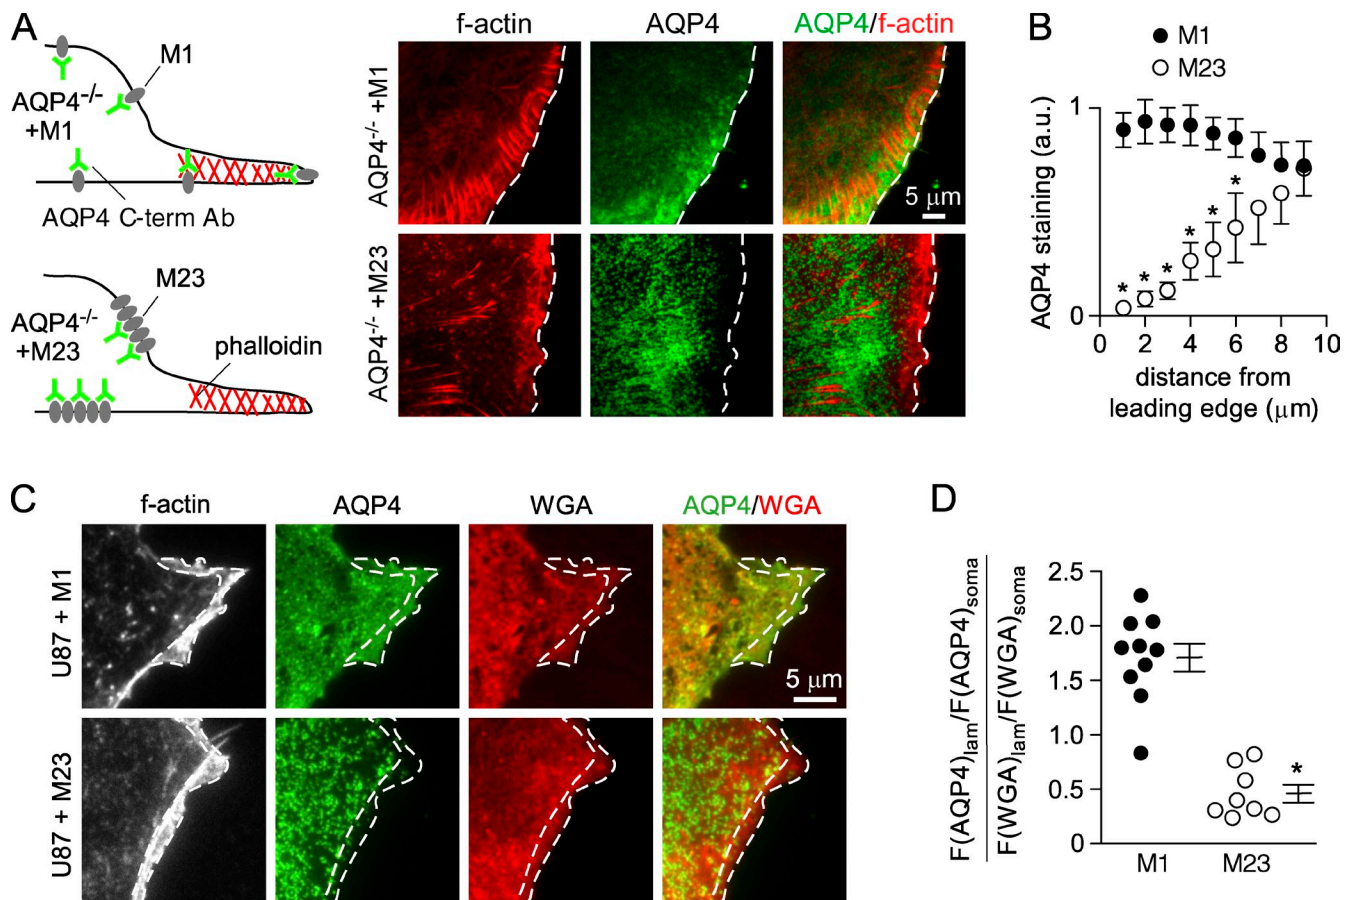 A
f-actin
AQP4
AQP4/f-actin
M1
AQP4-/-
+M1
AQP4 C-term Ab
AQP4-/- +M1
5 μm
M23
AQP4-/-
+M23
phalloidin
AQP4-/- +M23
B
M1
M23
AQP4 staining (a.u.)
1
0
* * * * * *
0 2 4 6 8 10
distance from
leading edge (μm)
C
f-actin
AQP4
WGA
AQP4/WGA
U87 + M1
5 μm
U87 + M23
D
F(AQP4)lam/F(AQP4)soma
F(WGA)lam/F(WGA)soma
2.5
2.0
1.5
1.0
0.5
0
*
M1
M23